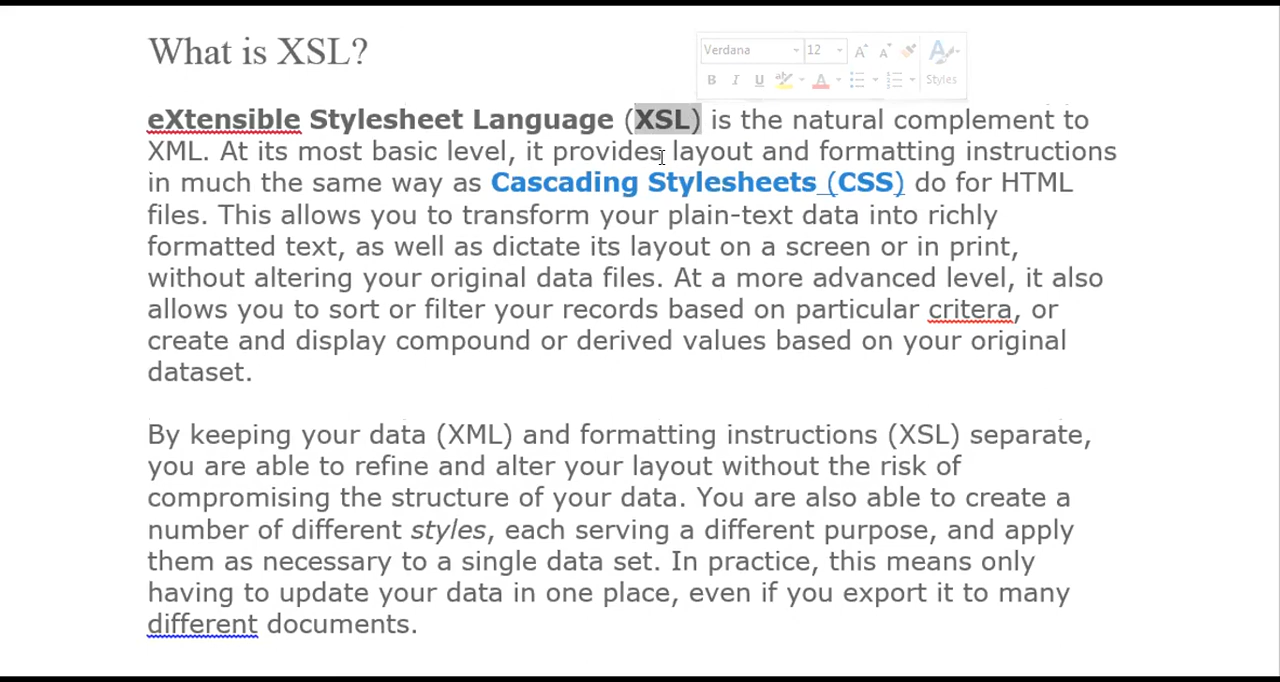 What is XSL?
Verdana 12
B I U ab A Styles
eXtensible Stylesheet Language (XSL) is the natural complement to
XML. At its most basic level, it provides layout and formatting instructions
in much the same way as Cascading Stylesheets (CSS) do for HTML
files. This allows you to transform your plain-text data into richly
formatted text, as well as dictate its layout on a screen or in print,
without altering your original data files. At a more advanced level, it also
allows you to sort or filter your records based on particular critera, or
create and display compound or derived values based on your original
dataset.
By keeping your data (XML) and formatting instructions (XSL) separate,
you are able to refine and alter your layout without the risk of
compromising the structure of your data. You are also able to create a
number of different styles, each serving a different purpose, and apply
them as necessary to a single data set. In practice, this means only
having to update your data in one place, even if you export it to many
different documents.